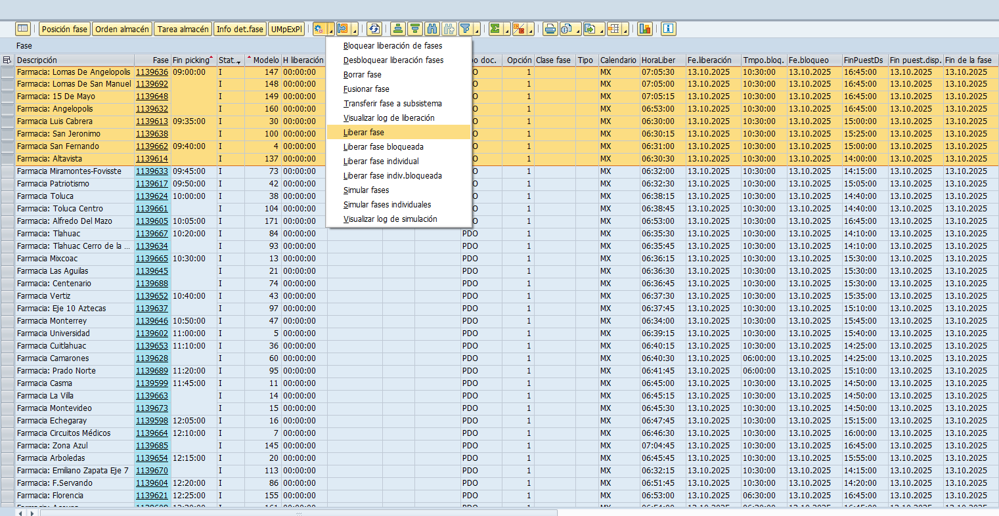 Posición fase Orden almacén Tarea almacén Info det.fase UMpExPl
Fase
Descripción Fase Fin picking Stat... Modelo H liberación o doc. Opción Clase fase Tipo Calendario HoraLiber Fe.liberación Tmpo.bloq. Fe.bloqueo FinPuestDs Fin puest.disp. Fin de la fase
Bloquear liberación de fases
Desbloquear liberación fases
Borrar fase
Fusionar fase
Transferir fase a subsistema
Visualizar log de liberación
Liberar fase
Liberar fase bloqueada
Liberar fase individual
Liberar fase indiv.bloqueada
Simular fases
Simular fases individuales
Visualizar log de simulación
Farmacia: Lomas De Angelopolis 1139636 09:00:00 I 147 00:00:00 DO 1 MX 07:05:30 13.10.2025 10:30:00 13.10.2025 16:45:00 13.10.2025 13.10.2025
Farmacia: Lomas De San Manuel 1139692 I 148 00:00:00 DO 1 MX 07:05:00 13.10.2025 10:30:00 13.10.2025 16:45:00 13.10.2025 13.10.2025
Farmacia: 15 De Mayo 1139648 I 149 00:00:00 DO 1 MX 07:05:15 13.10.2025 10:30:00 13.10.2025 16:45:00 13.10.2025 13.10.2025
Farmacia: Angelopolis 1139632 I 160 00:00:00 DO 1 MX 06:53:00 13.10.2025 10:30:00 13.10.2025 16:45:00 13.10.2025 13.10.2025
Farmacia Luis Cabrera 1139613 09:35:00 I 30 00:00:00 DO 1 MX 06:30:00 13.10.2025 10:30:00 13.10.2025 15:00:00 13.10.2025 13.10.2025
Farmacia: San Jeronimo 1139638 I 100 00:00:00 DO 1 MX 06:30:15 13.10.2025 10:30:00 13.10.2025 15:25:00 13.10.2025 13.10.2025
Farmacia San Fernando 1139662 09:40:00 I 4 00:00:00 DO 1 MX 06:31:00 13.10.2025 10:30:00 13.10.2025 15:00:00 13.10.2025 13.10.2025
Farmacia: Altavista 1139614 I 137 00:00:00 DO 1 MX 06:30:30 13.10.2025 10:30:00 13.10.2025 14:00:00 13.10.2025 13.10.2025
Farmacia Miramontes-Fovisste 1139633 09:45:00 I 73 00:00:00 DO 1 MX 06:32:00 13.10.2025 10:30:00 13.10.2025 14:15:00 13.10.2025 13.10.2025
Farmacia Patriotismo 1139617 09:50:00 I 42 00:00:00 DO 1 MX 06:32:30 13.10.2025 10:30:00 13.10.2025 15:05:00 13.10.2025 13.10.2025
Farmacia Toluca 1139624 10:00:00 I 38 00:00:00 DO 1 MX 06:38:15 13.10.2025 10:30:00 13.10.2025 14:40:00 13.10.2025 13.10.2025
Farmacia: Toluca Centro 1139661 I 104 00:00:00 DO 1 MX 06:38:45 13.10.2025 10:30:00 13.10.2025 14:40:00 13.10.2025 13.10.2025
Farmacia: Alfredo Del Mazo 1139605 10:05:00 I 171 00:00:00 DO 1 MX 06:53:00 13.10.2025 10:30:00 13.10.2025 16:45:00 13.10.2025 13.10.2025
Farmacia: Tlahuac 1139667 10:20:00 I 84 00:00:00 PDO 1 MX 06:35:30 13.10.2025 10:30:00 13.10.2025 14:10:00 13.10.2025 13.10.2025
Farmacia: Tlahuac Cerro de la ... 1139634 I 93 00:00:00 PDO 1 MX 06:35:45 13.10.2025 10:30:00 13.10.2025 14:10:00 13.10.2025 13.10.2025
Farmacia Mixcoac 1139665 10:30:00 I 13 00:00:00 PDO 1 MX 06:36:15 13.10.2025 10:30:00 13.10.2025 15:30:00 13.10.2025 13.10.2025
Farmacia Las Aguilas 1139645 I 21 00:00:00 PDO 1 MX 06:36:30 13.10.2025 10:30:00 13.10.2025 15:30:00 13.10.2025 13.10.2025
Farmacia: Centenario 1139688 I 74 00:00:00 PDO 1 MX 06:36:45 13.10.2025 10:30:00 13.10.2025 15:30:00 13.10.2025 13.10.2025
Farmacia Vertiz 1139652 10:40:00 I 43 00:00:00 PDO 1 MX 06:37:30 13.10.2025 10:30:00 13.10.2025 15:35:00 13.10.2025 13.10.2025
Farmacia: Eje 10 Aztecas 1139637 I 97 00:00:00 PDO 1 MX 06:37:45 13.10.2025 10:30:00 13.10.2025 15:10:00 13.10.2025 13.10.2025
Farmacia Monterrey 1139646 10:50:00 I 47 00:00:00 PDO 1 MX 06:34:00 13.10.2025 10:30:00 13.10.2025 15:45:00 13.10.2025 13.10.2025
Farmacia Universidad 1139602 11:00:00 I 5 00:00:00 PDO 1 MX 06:39:15 13.10.2025 10:30:00 13.10.2025 15:40:00 13.10.2025 13.10.2025
Farmacia Cuitlahuac 1139653 11:10:00 I 36 00:00:00 PDO 1 MX 06:40:15 13.10.2025 10:30:00 13.10.2025 14:25:00 13.10.2025 13.10.2025
Farmacia Camarones 1139628 I 60 00:00:00 PDO 1 MX 06:40:30 13.10.2025 06:00:00 13.10.2025 14:25:00 13.10.2025 13.10.2025
Farmacia: Prado Norte 1139689 11:20:00 I 95 00:00:00 PDO 1 MX 06:41:45 13.10.2025 06:00:00 13.10.2025 15:10:00 13.10.2025 13.10.2025
Farmacia Casma 1139599 11:45:00 I 11 00:00:00 PDO 1 MX 06:45:00 13.10.2025 10:30:00 13.10.2025 14:50:00 13.10.2025 13.10.2025
Farmacia La Villa 1139663 I 14 00:00:00 PDO 1 MX 06:45:15 13.10.2025 10:30:00 13.10.2025 14:50:00 13.10.2025 13.10.2025
Farmacia Montevideo 1139673 I 15 00:00:00 PDO 1 MX 06:45:30 13.10.2025 10:30:00 13.10.2025 14:50:00 13.10.2025 13.10.2025
Farmacia Echegaray 1139598 12:05:00 I 16 00:00:00 PDO 1 MX 06:47:45 13.10.2025 10:30:00 13.10.2025 15:15:00 13.10.2025 13.10.2025
Farmacia Circuitos Médicos 1139664 12:10:00 I 7 00:00:00 PDO 1 MX 06:46:30 13.10.2025 10:30:00 13.10.2025 16:00:00 13.10.2025 13.10.2025
Farmacia: Zona Azul 1139685 I 145 00:00:00 PDO 1 MX 07:04:45 13.10.2025 10:30:00 13.10.2025 16:45:00 13.10.2025 13.10.2025
Farmacia Arboledas 1139654 12:15:00 I 20 00:00:00 PDO 1 MX 06:45:45 13.10.2025 10:30:00 13.10.2025 15:55:00 13.10.2025 13.10.2025
Farmacia: Emiliano Zapata Eje 7 1139670 I 113 00:00:00 PDO 1 MX 06:32:15 13.10.2025 10:30:00 13.10.2025 14:15:00 13.10.2025 13.10.2025
Farmacia: F.Servando 1139604 12:20:00 I 86 00:00:00 PDO 1 MX 06:51:45 13.10.2025 10:30:00 13.10.2025 14:20:00 13.10.2025 13.10.2025
Farmacia: Florencia 1139621 12:25:00 I 155 00:00:00 PDO 1 MX 06:53:00 13.10.2025 06:30:00 13.10.2025 16:45:00 13.10.2025 13.10.2025